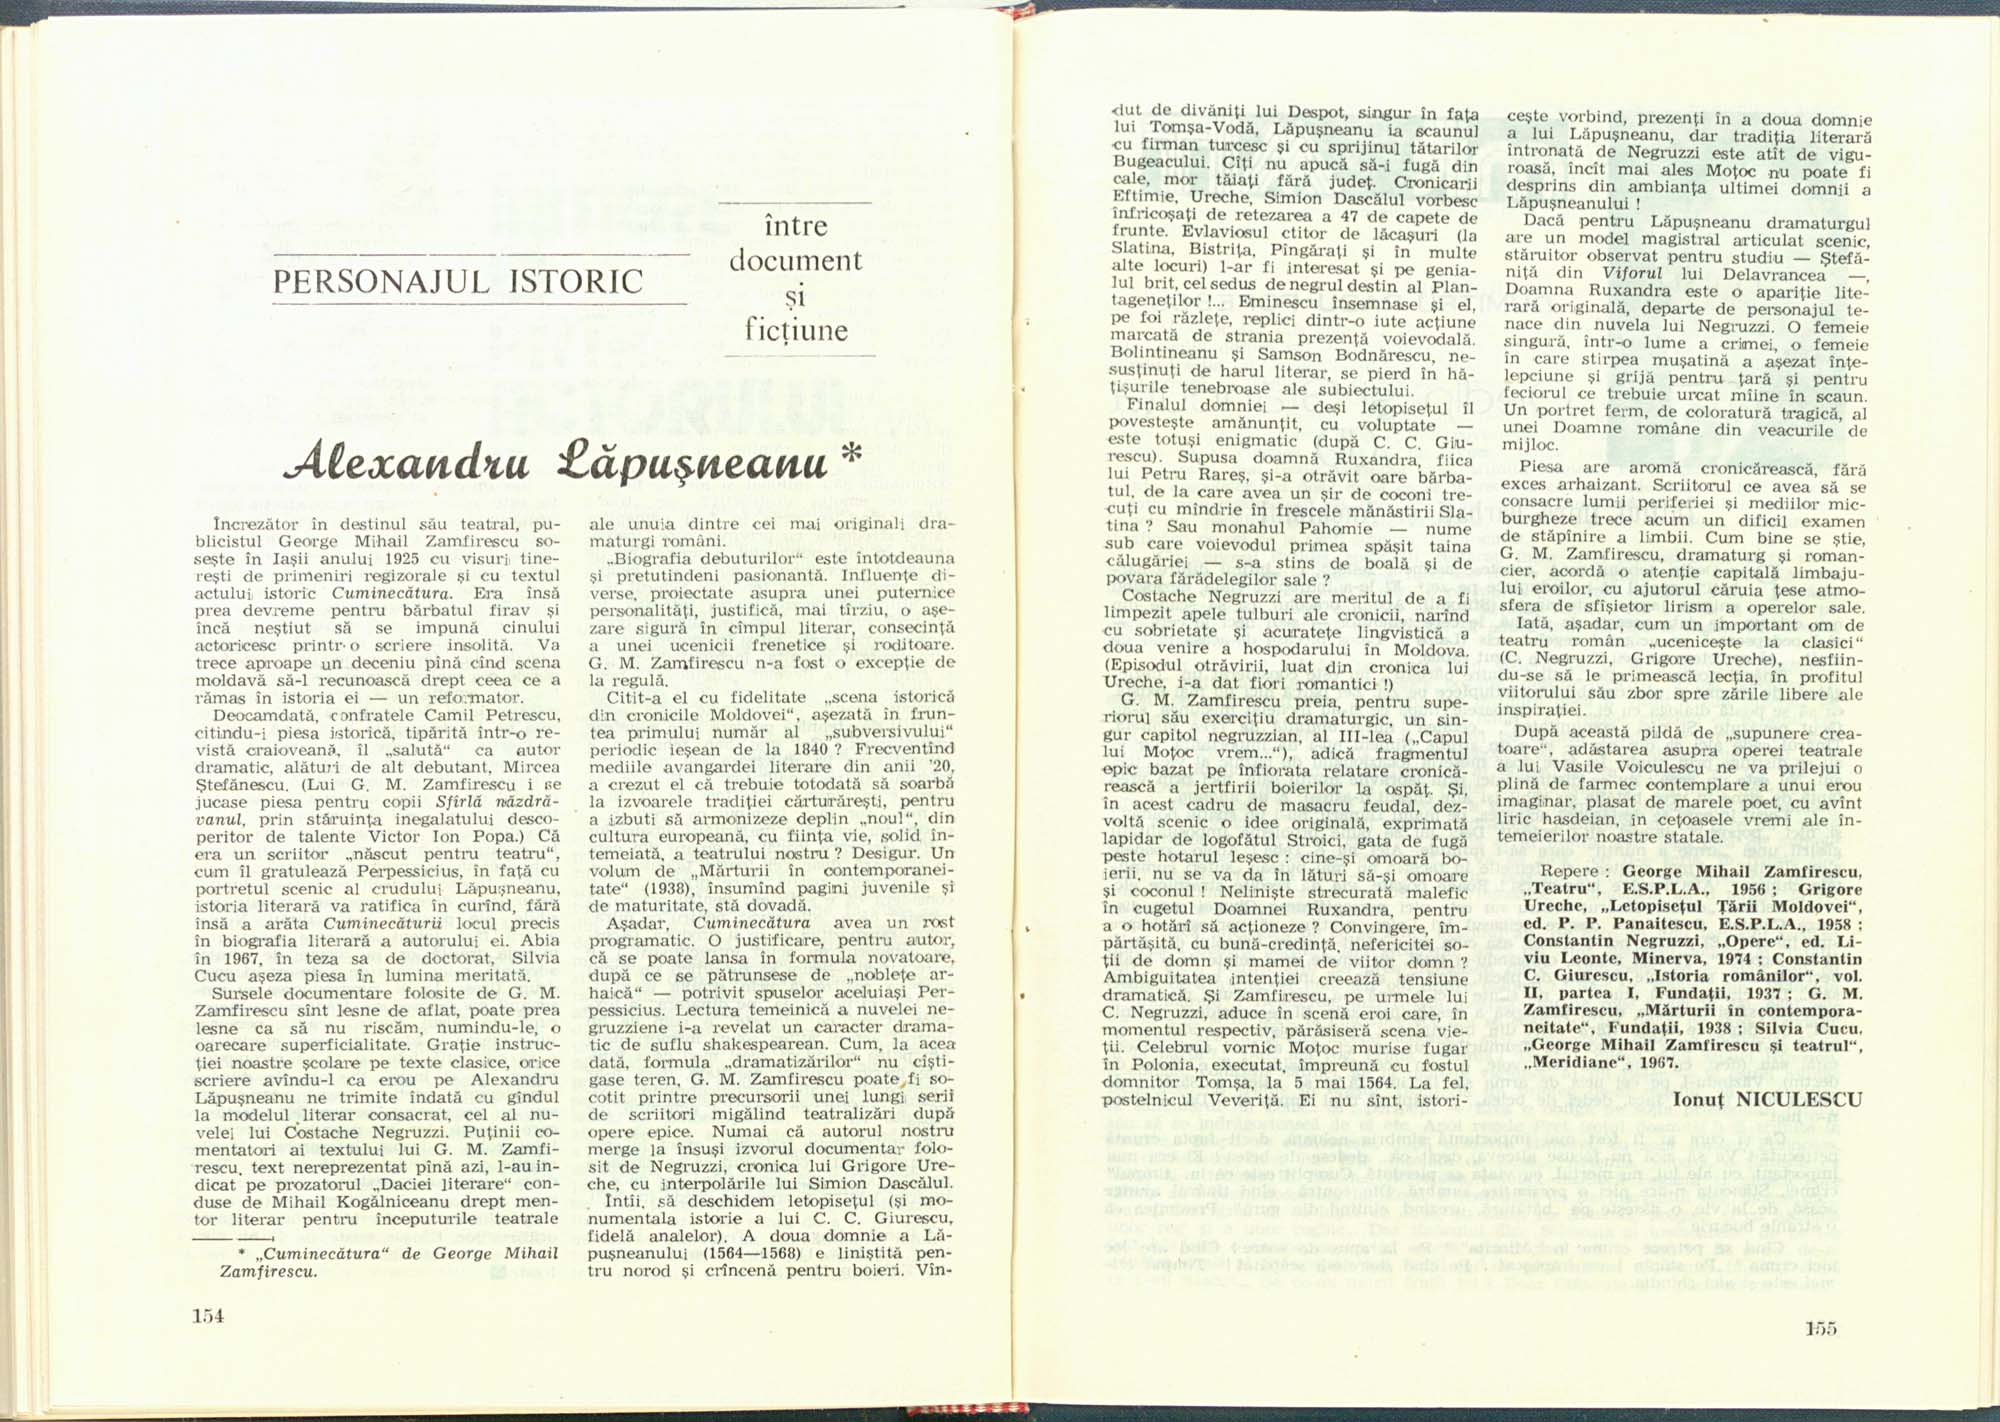 PERSONAJUL ISTORIC
între
document
și
ficțiune
Alexandru Lăpușneanu *
Încrezător în destinul său teatral, pu-
blicistul George Mihail Zamfirescu so-
sește în Iașii anului 1925 cu visuri tine-
rești de primeniri regizorale și cu textul
actului istoric Cuminecătura. Era însă
prea devreme pentru bărbatul firav și
încă neștiut să se impună cinului
actoricesc printr-o scriere insolită. Va
trece aproape un deceniu pînă cînd scena
moldavă să-l recunoască drept ceea ce a
rămas în istoria ei — un reformator.
Deocamdată, confratele Camil Petrescu,
citindu-i piesa istorică, tipărită într-o re-
vistă craioveană, îl „salută“ ca autor
dramatic, alături de alt debutant, Mircea
Ștefănescu. (Lui G. M. Zamfirescu i se
jucase piesa pentru copii Sfîrlă năzdră-
vanul, prin stăruința inegalatului desco-
peritor de talente Victor Ion Popa.) Că
era un scriitor „născut pentru teatru“,
cum îl gratulează Perpessicius, în față cu
portretul scenic al crudului Lăpușneanu,
istoria literară va ratifica în curînd, fără
însă a arăta Cuminecăturii locul precis
în biografia literară a autorului ei. Abia
în 1967, în teza sa de doctorat, Silvia
Cucu așeza piesa în lumina meritată.
Sursele documentare folosite de G. M.
Zamfirescu sînt lesne de aflat, poate prea
lesne ca să nu riscăm, numindu-le, o
oarecare superficialitate. Grație instruc-
ției noastre școlare pe texte clasice, orice
scriere avîndu-l ca erou pe Alexandru
Lăpușneanu ne trimite îndată cu gîndul
la modelul literar consacrat, cel al nu-
velei lui Costache Negruzzi. Puținii co-
mentatori ai textului lui G. M. Zamfi-
rescu, text nereprezentat pînă azi, l-au in-
dicat pe prozatorul „Daciei literare“ con-
duse de Mihail Kogălniceanu drept men-
tor literar pentru începuturile teatrale
* „Cuminecătura“ de George Mihail
Zamfirescu.
154
ale unuia dintre cei mai originali dra-
maturgi români.
„Biografia debuturilor“ este întotdeauna
și pretutindeni pasionantă. Influențe di-
verse, proiectate asupra unei puternice
personalități, justifică, mai tîrziu, o așe-
zare sigură în cîmpul literar, consecință
a unei ucenicii frenetice și roditoare.
G. M. Zamfirescu n-a fost o excepție de
la regulă.
Citit-a el cu fidelitate „scena istorică
din cronicile Moldovei“, așezată în frun-
tea primului număr al „subversivului“
periodic ieșean de la 1840 ? Frecventînd
mediile avangardei literare din anii '20,
a crezut el că trebuie totodată să soarbă
la izvoarele tradiției cărturărești, pentru
a izbuti să armonizeze deplin „noul“, din
cultura europeană, cu ființa vie, solid în-
temeiată, a teatrului nostru ? Desigur. Un
volum de „Mărturii în contemporanei-
tate“ (1938), însumînd pagini juvenile și
de maturitate, stă dovadă.
Așadar, Cuminecătura avea un rost
programatic. O justificare, pentru autor,
că se poate lansa în formula novatoare,
după ce se pătrunsese de „noblețe ar-
haică“ — potrivit spuselor aceluiași Per-
pessicius. Lectura temeinică a nuvelei ne-
gruzziene i-a revelat un caracter drama-
tic de suflu shakespearean. Cum, la acea
dată, formula „dramatizărilor“ nu cîști-
gase teren, G. M. Zamfirescu poate fi so-
cotit printre precursorii unei lungi serii
de scriitori migălind teatralizări după
opere epice. Numai că autorul nostru
merge la însuși izvorul documentar folo-
sit de Negruzzi, cronica lui Grigore Ure-
che, cu interpolările lui Simion Dascălul.
Întîi, să deschidem letopisețul (și mo-
numentala istorie a lui C. C. Giurescu,
fidelă analelor). A doua domnie a Lă-
pușneanului (1564—1568) e liniștită pen-
tru norod și crîncenă pentru boieri. Vîn-
dut de divăniți lui Despot, singur în fața
lui Tomșa-Vodă, Lăpușneanu ia scaunul
cu firman turcesc și cu sprijinul tătarilor
Bugeacului. Cîți nu apucă să-i fugă din
cale, mor tăiați fără județ. Cronicarii
Eftimie, Ureche, Simion Dascălul vorbesc
înfricoșați de retezarea a 47 de capete de
frunte. Evlaviosul ctitor de lăcașuri (la
Slatina, Bistrița, Pîngărați și în multe
alte locuri) l-ar fi interesat și pe genia-
lul brit, cel sedus de negrul destin al Plan-
tageneților !... Eminescu însemnase și el,
pe foi răzlețe, replici dintr-o iute acțiune
marcată de strania prezență voievodală.
Bolintineanu și Samson Bodnărescu, ne-
susținuți de harul literar, se pierd în hă-
țișurile tenebroase ale subiectului.
Finalul domniei — deși letopisețul îl
povestește amănunțit, cu voluptate —
este totuși enigmatic (după C. C. Giu-
rescu). Supusa doamnă Ruxandra, fiica
lui Petru Rareș, și-a otrăvit oare bărba-
tul, de la care avea un șir de coconi tre-
cuți cu mîndrie în frescele mănăstirii Sla-
tina ? Sau monahul Pahomie — nume
sub care voievodul primea spășit taina
călugăriei — s-a stins de boală și de
povara fărădelegilor sale ?
Costache Negruzzi are meritul de a fi
limpezit apele tulburi ale cronicii, narînd
cu sobrietate și acuratețe lingvistică a
doua venire a hospodarului în Moldova.
(Episodul otrăvirii, luat din cronica lui
Ureche, i-a dat fiori romantici !)
G. M. Zamfirescu preia, pentru supe-
riorul său exercițiu dramaturgic, un sin-
gur capitol negruzzian, al III-lea („Capul
lui Moțoc vrem...“), adică fragmentul
epic bazat pe înfiorata relatare cronică-
rească a jertfirii boierilor la ospăț. Și,
în acest cadru de masacru feudal, dez-
voltă scenic o idee originală, exprimată
lapidar de logofătul Stroici, gata de fugă
peste hotarul leșesc : cine-și omoară bo-
ierii, nu se va da în lături să-și omoare
și coconul ! Neliniște strecurată malefic
în cugetul Doamnei Ruxandra, pentru
a o hotărî să acționeze ? Convingere, îm-
părtășită, cu bună-credință, nefericitei so-
ții de domn și mamei de viitor domn ?
Ambiguitatea intenției creează tensiune
dramatică. Și Zamfirescu, pe urmele lui
C. Negruzzi, aduce în scenă eroi care, în
momentul respectiv, părăsiseră scena vie-
ții. Celebrul vornic Moțoc murise fugar
în Polonia, executat, împreună cu fostul
domnitor Tomșa, la 5 mai 1564. La fel,
postelnicul Veveriță. Ei nu sînt, istori-
cește vorbind, prezenți în a doua domnie
a lui Lăpușneanu, dar tradiția literară
întronată de Negruzzi este atît de vigu-
roasă, încît mai ales Moțoc nu poate fi
desprins din ambianța ultimei domnii a
Lăpușneanului !
Dacă pentru Lăpușneanu dramaturgul
are un model magistral articulat scenic,
stăruitor observat pentru studiu — Ștefă-
niță din Viforul lui Delavrancea —,
Doamna Ruxandra este o apariție lite-
rară originală, departe de personajul te-
nace din nuvela lui Negruzzi. O femeie
singură, într-o lume a crimei, o femeie
în care stirpea mușatină a așezat înțe-
lepciune și grijă pentru țară și pentru
feciorul ce trebuie urcat mîine în scaun.
Un portret ferm, de coloratură tragică, al
unei Doamne române din veacurile de
mijloc.
Piesa are aromă cronicărească, fără
exces arhaizant. Scriitorul ce avea să se
consacre lumii periferiei și mediilor mic-
burgheze trece acum un dificil examen
de stăpînire a limbii. Cum bine se știe,
G. M. Zamfirescu, dramaturg și roman-
cier, acordă o atenție capitală limbaju-
lui eroilor, cu ajutorul căruia țese atmo-
sfera de sfîșietor lirism a operelor sale.
Iată, așadar, cum un important om de
teatru român „ucenicește la clasici“
(C. Negruzzi, Grigore Ureche), nesfiin-
du-se să le primească lecția, în profitul
viitorului său zbor spre zările libere ale
inspirației.
După această pildă de „supunere crea-
toare“, adăstarea asupra operei teatrale
a lui Vasile Voiculescu ne va prilejui o
plină de farmec contemplare a unui erou
imaginar, plasat de marele poet, cu avînt
liric hasdeian, în cețoasele vremi ale în-
temeierilor noastre statale.
Repere : George Mihail Zamfirescu,
„Teatru“, E.S.P.L.A., 1956 ; Grigore
Ureche, „Letopisețul Țării Moldovei“,
ed. P. P. Panaitescu, E.S.P.L.A., 1958 ;
Constantin Negruzzi, „Opere“, ed. Li-
viu Leonte, Minerva, 1974 ; Constantin
C. Giurescu, „Istoria românilor“, vol.
II, partea I, Fundații, 1937 ; G. M.
Zamfirescu, „Mărturii în contempora-
neitate“, Fundații, 1938 ; Silvia Cucu,
„George Mihail Zamfirescu și teatrul“,
„Meridiane“, 1967.
Ionuț NICULESCU
155